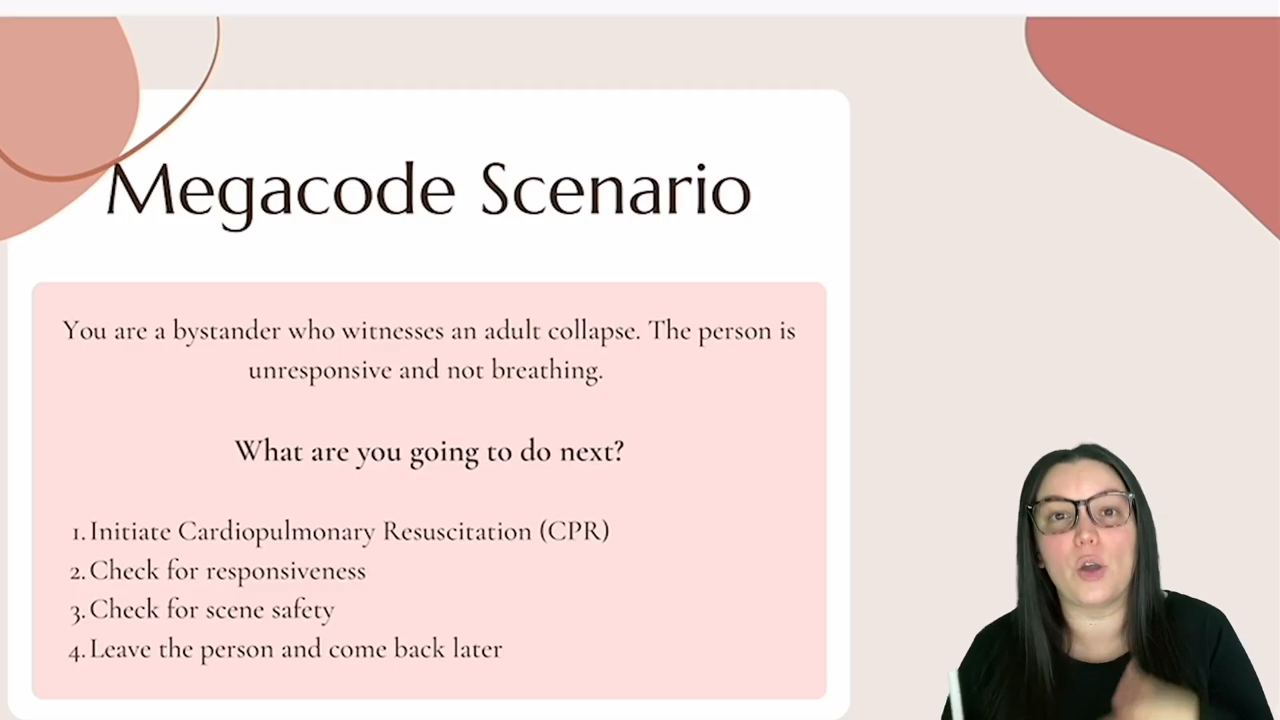 Megacode Scenario
You are a bystander who witnesses an adult collapse. The person is
unresponsive and not breathing.
What are you going to do next?
1. Initiate Cardiopulmonary Resuscitation (CPR)
2. Check for responsiveness
3. Check for scene safety
4. Leave the person and come back later